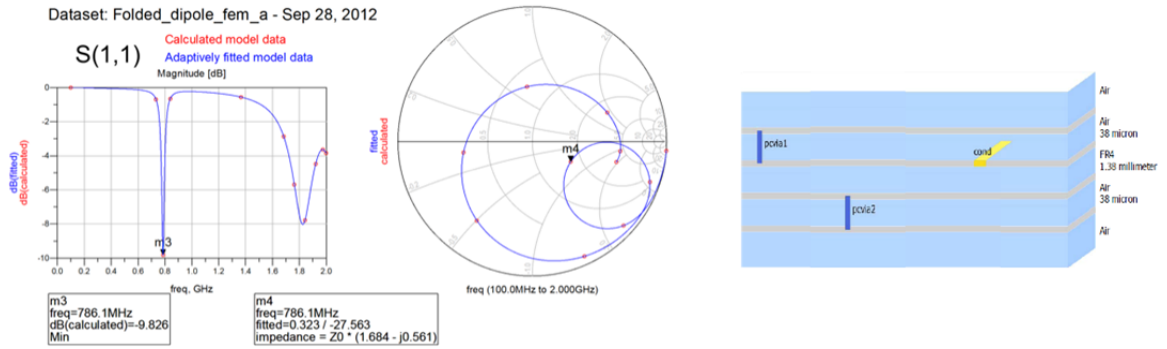 Dataset: Folded_dipole_fem_a - Sep 28, 2012
S(1,1)
Calculated model data
Adaptively fitted model data
Magnitude [dB]
dB(fitted)
dB(calculated)
0
-2
-4
-6
-8
-10
m3
0.0 0.2 0.4 0.6 0.8 1.0 1.2 1.4 1.6 1.8 2.0
freq, GHz
m3
freq=786.1MHz
dB(calculated)=-9.826
Min
fitted
calculated
m4
freq (100.0MHz to 2.000GHz)
m4
freq=786.1MHz
fitted=0.323 / -27.563
impedance = Z0 * (1.684 - j0.561)
Air
Air
38 micron
FR4
1.38 millimeter
Air
38 micron
Air
pcvia1
cond
pcvia2